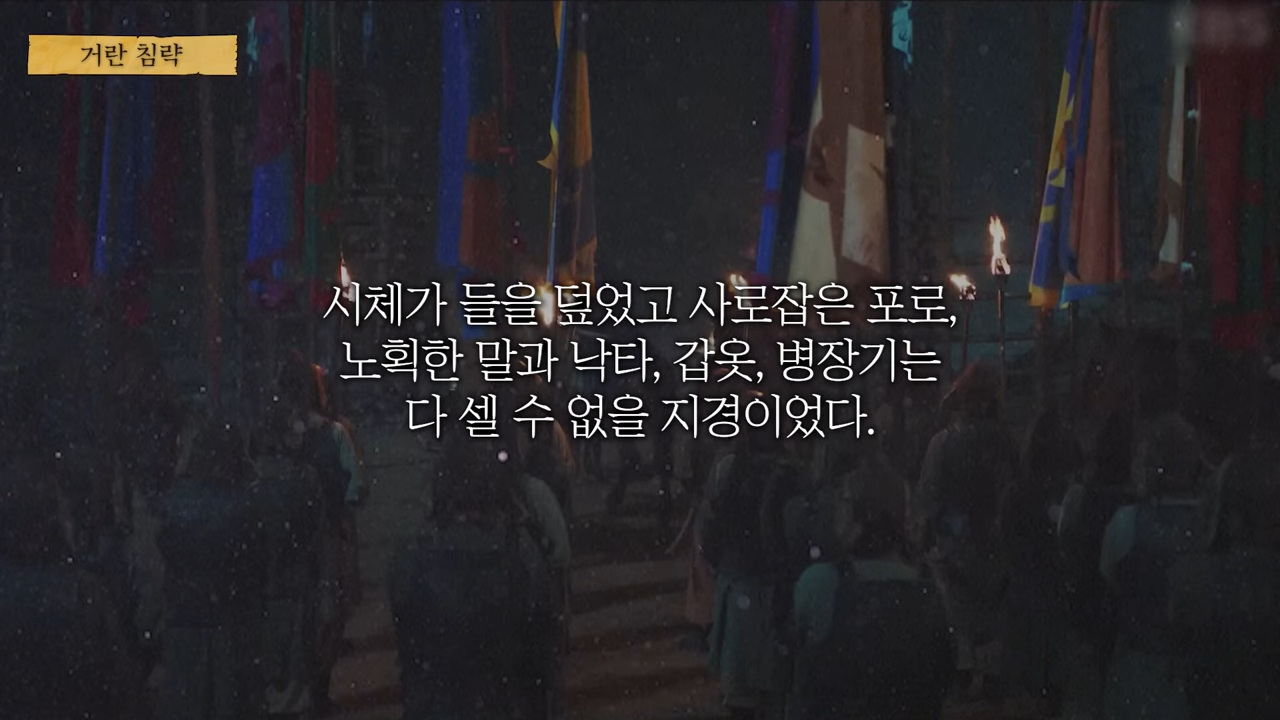 거란 침략
시체가 들을 덮었고 사로잡은 포로,
노획한 말과 낙타, 갑옷, 병장기는
다 셀 수 없을 지경이었다.